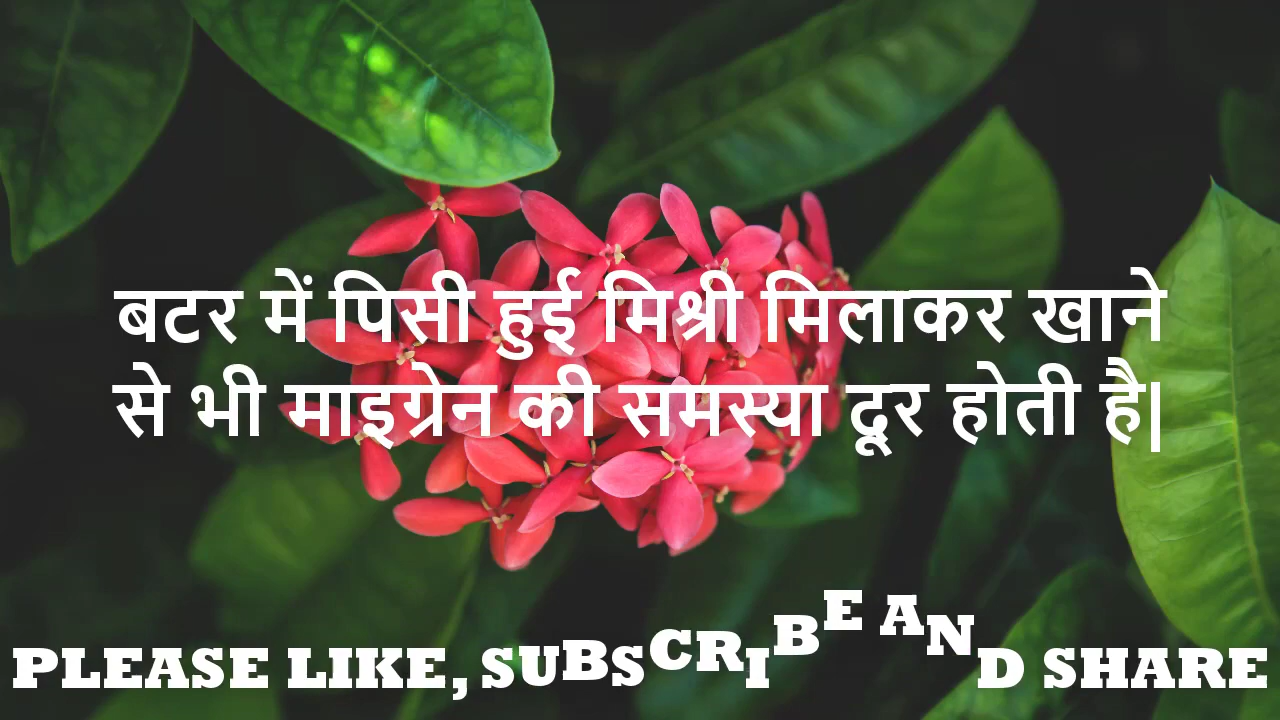 बटर में पिसी हुई मिश्री मिलाकर खाने
से भी माइग्रेन की समस्या दूर होती है|
PLEASE LIKE, SUBSCRIBE AND SHARE